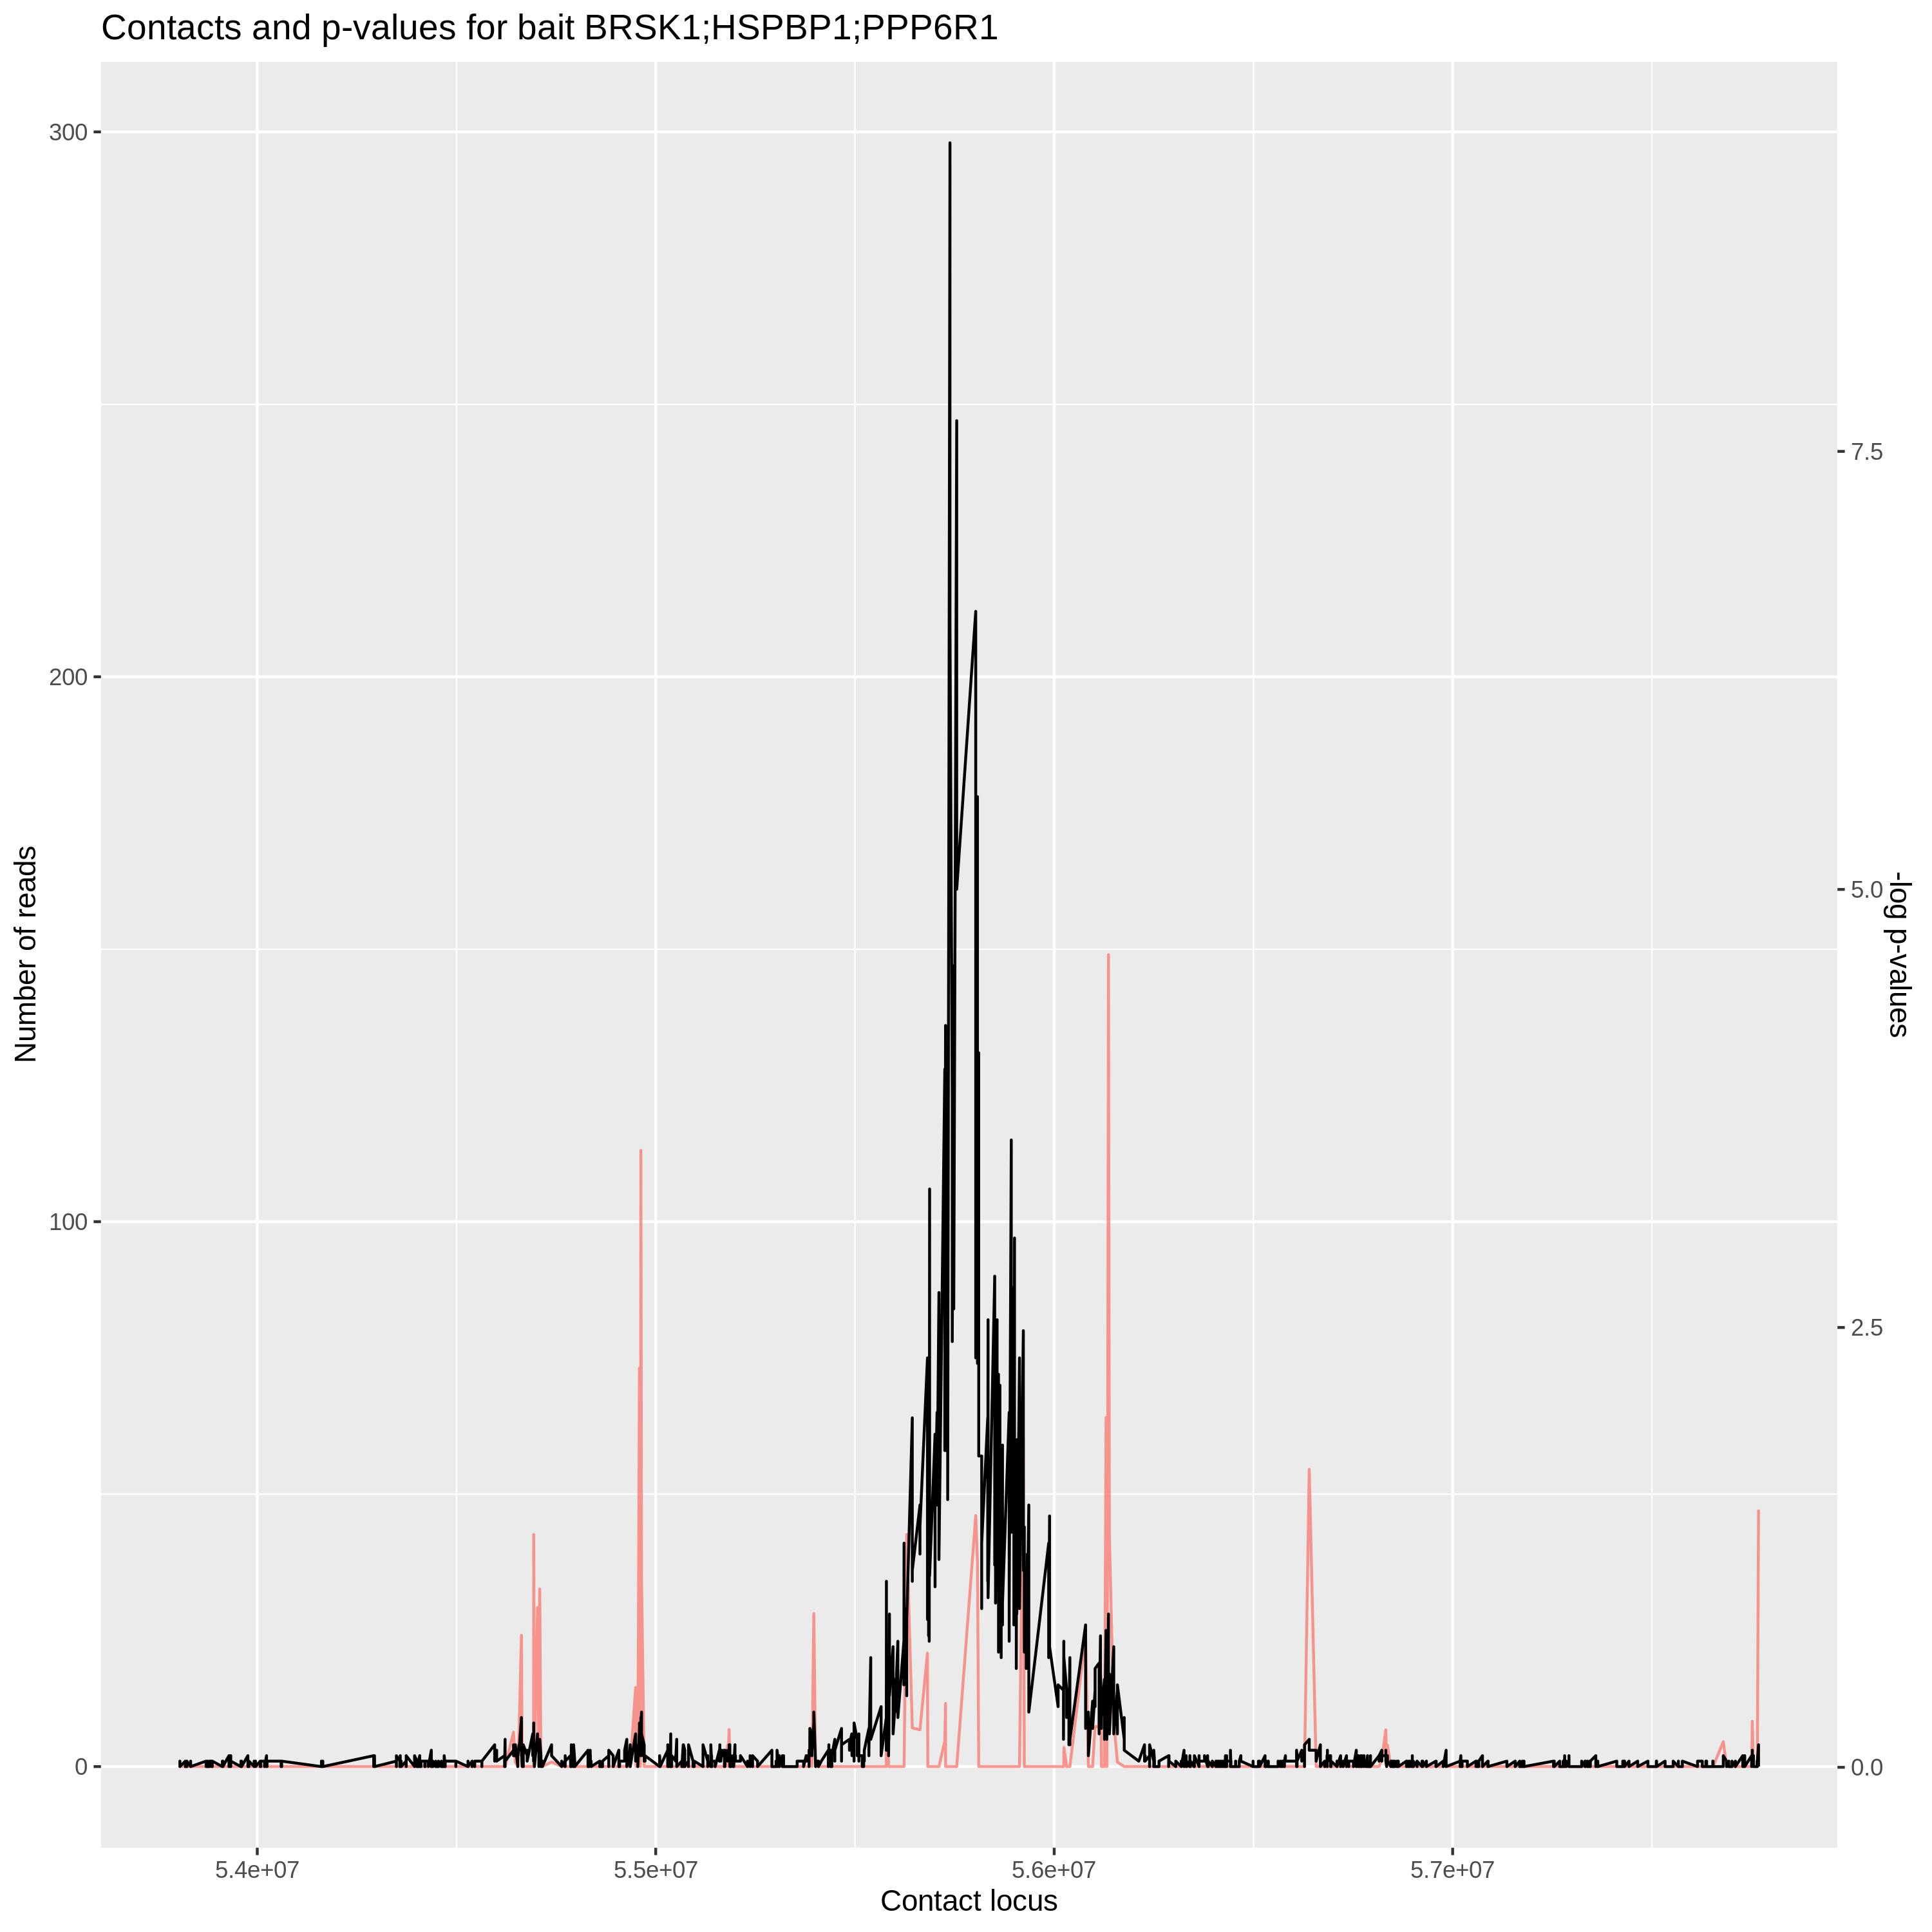 Contacts and p-values for bait BRSK1;HSPBP1;PPP6R1
300
200
100
0
Number of reads
7.5
5.0
2.5
0.0
-log p-values
5.4e+07
5.5e+07
5.6e+07
5.7e+07
Contact locus